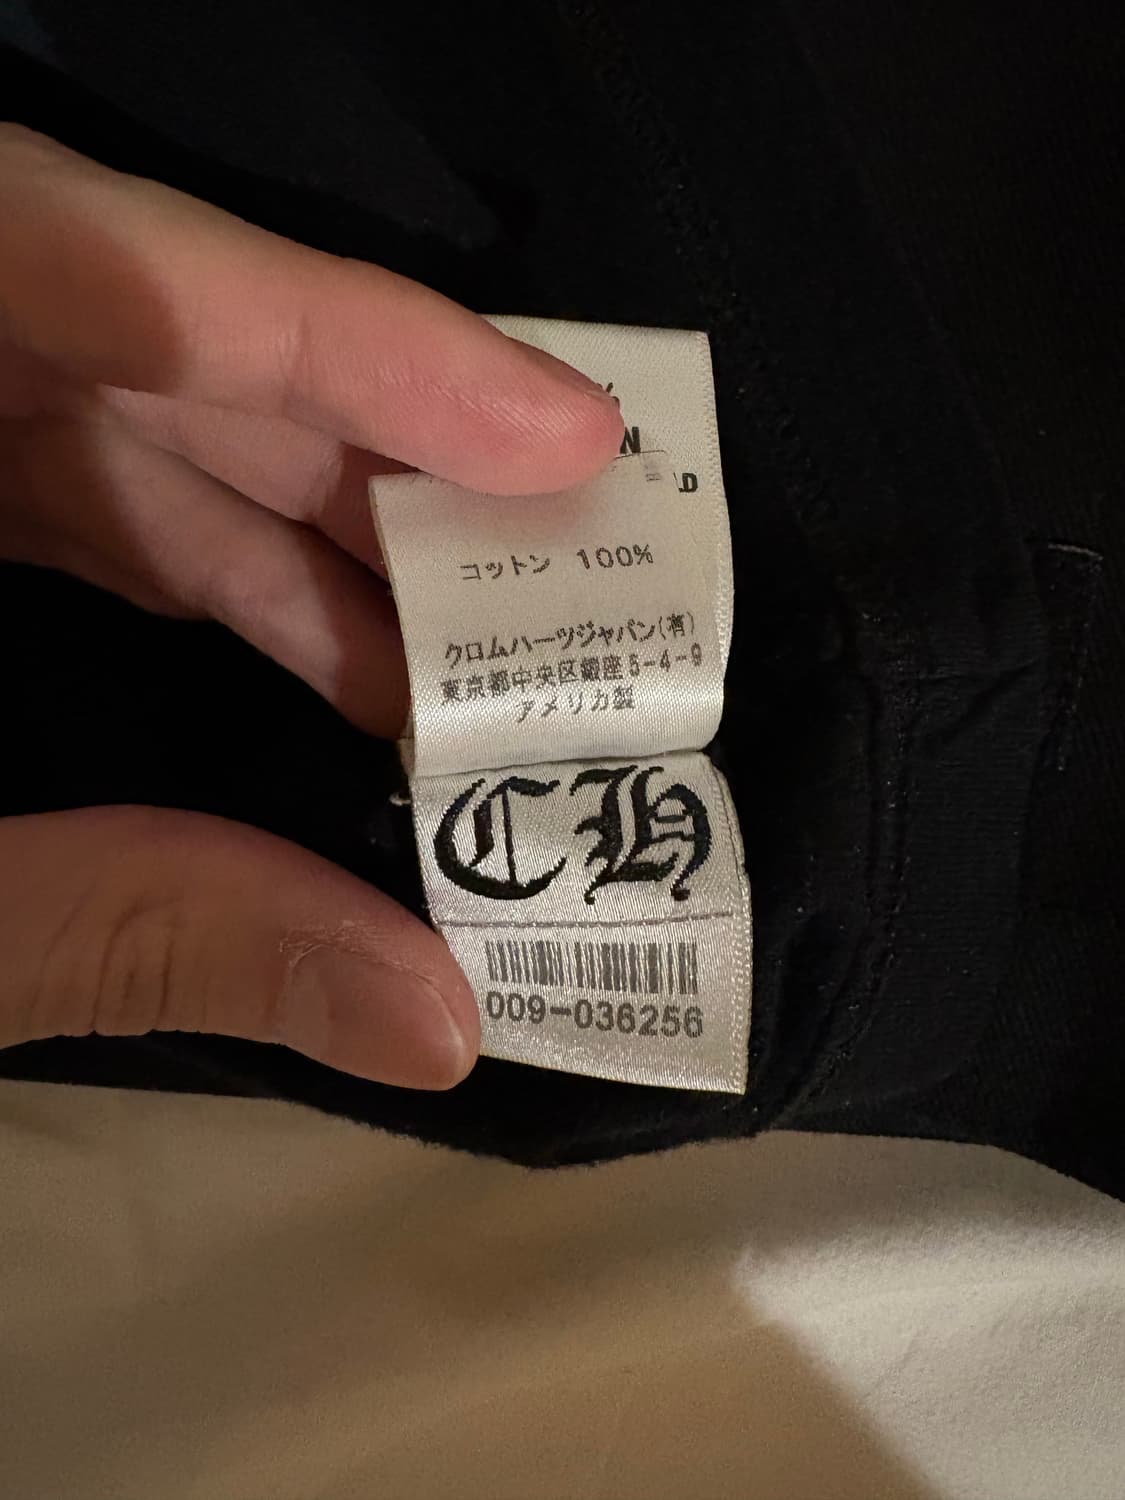 %
N
LD
コットン 100%
クロムハーツジャパン(有)
東京都中央区銀座5-4-9
アメリカ製
CH
009-036256